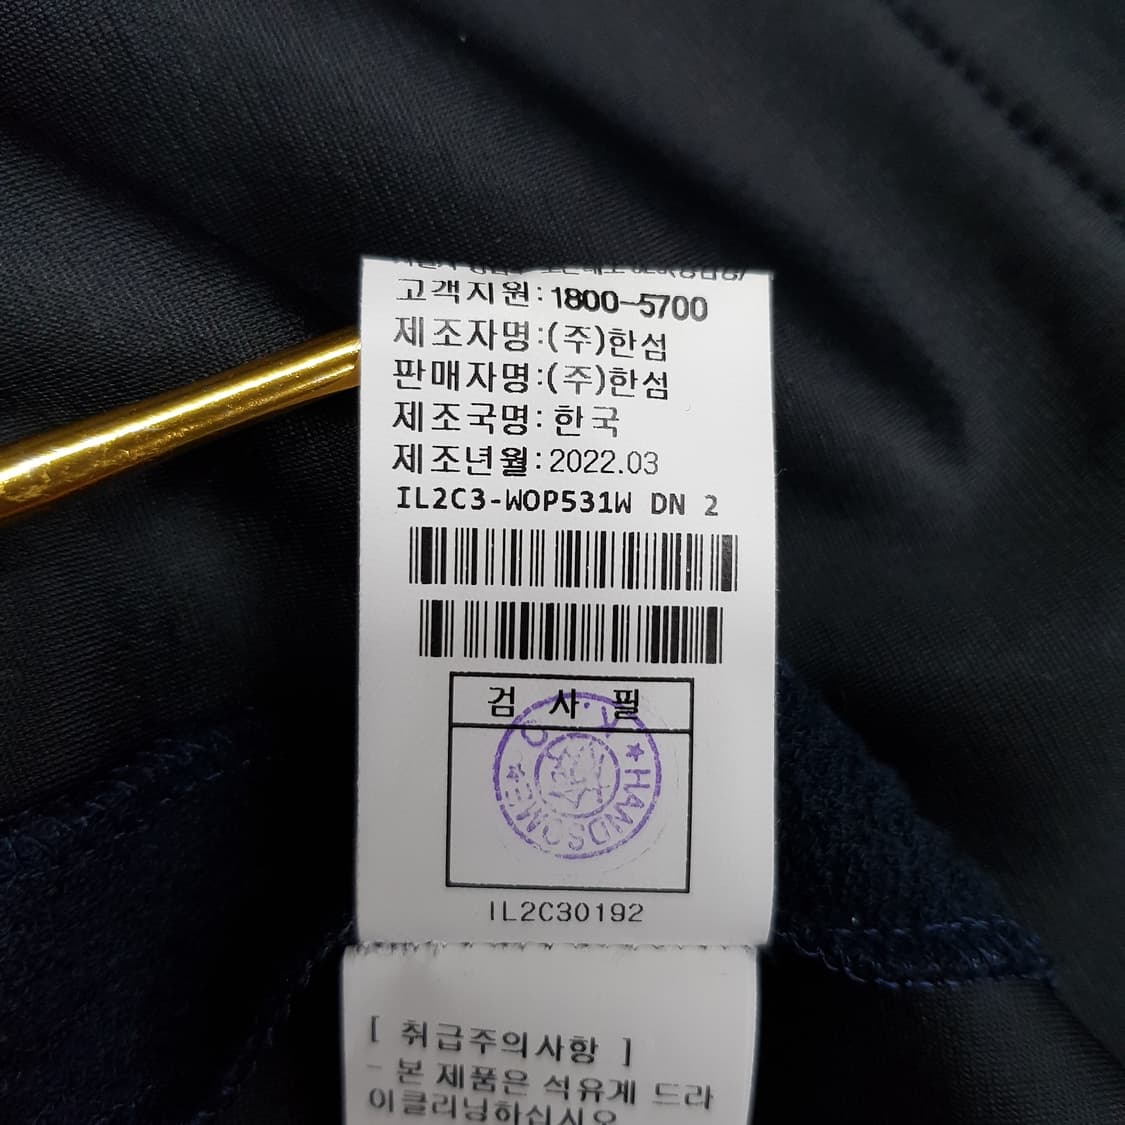 고객지원:1800-5700
제조자명:(주)한섬
판매자명:(주)한섬
제조국명:한국
제조년월:2022.03
IL2C3-WOP531W DN 2
검 사 필
HANDSOME CO.
IL2C30192
[ 취급주의사항 ]
- 본 제품은 석유계 드라
이클리닝하십시오